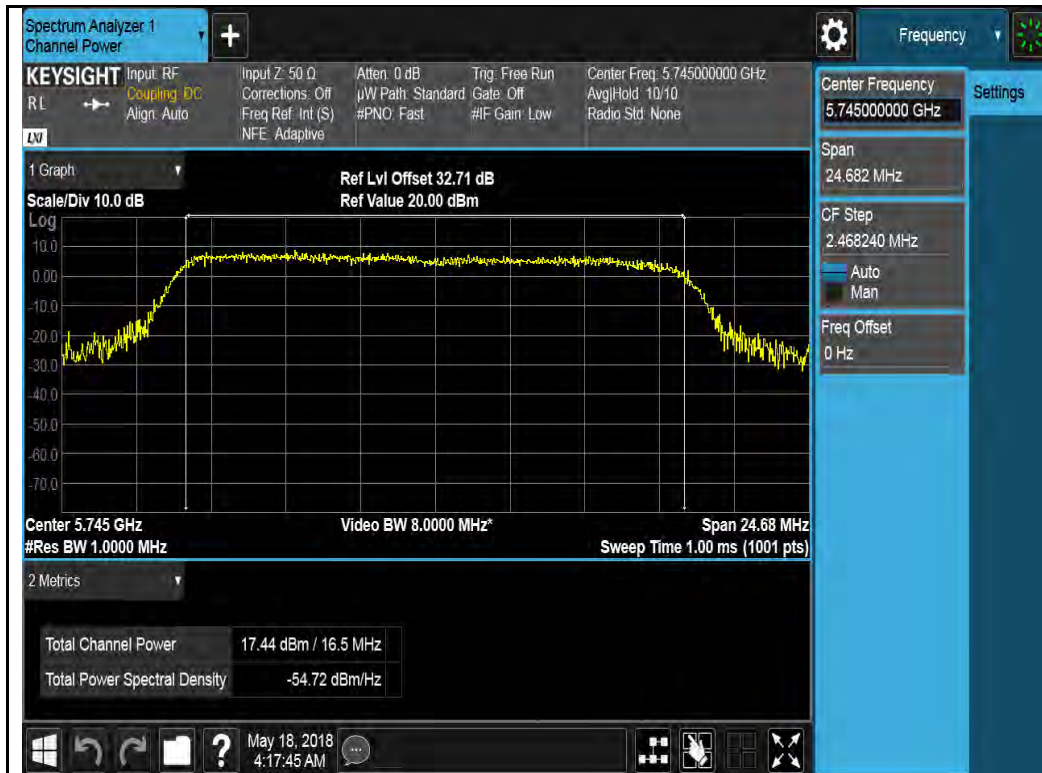 Spectrum Analyzer 1
Channel Power
+
Frequency
KEYSIGHT
RL
LXI
Input: RF
Coupling: DC
Align: Auto
Input Z: 50 Ω
Corrections: Off
Freq Ref: Int (S)
NFE: Adaptive
Atten: 0 dB
µW Path: Standard
#PNO: Fast
Trig: Free Run
Gate: Off
#IF Gain: Low
Center Freq: 5.745000000 GHz
Avg|Hold: 10/10
Radio Std: None
Center Frequency
5.745000000 GHz
Settings
Span
24.682 MHz
CF Step
2.468240 MHz
Auto
Man
Freq Offset
0 Hz
1 Graph
Scale/Div 10.0 dB
Ref Lvl Offset 32.71 dB
Ref Value 20.00 dBm
Log
10.0
0.00
-10.0
-20.0
-30.0
-40.0
-50.0
-60.0
-70.0
Center 5.745 GHz
#Res BW 1.0000 MHz
Video BW 8.0000 MHz*
Span 24.68 MHz
Sweep Time 1.00 ms (1001 pts)
2 Metrics
Total Channel Power 17.44 dBm / 16.5 MHz
Total Power Spectral Density -54.72 dBm/Hz
?
May 18, 2018
4:17:45 AM